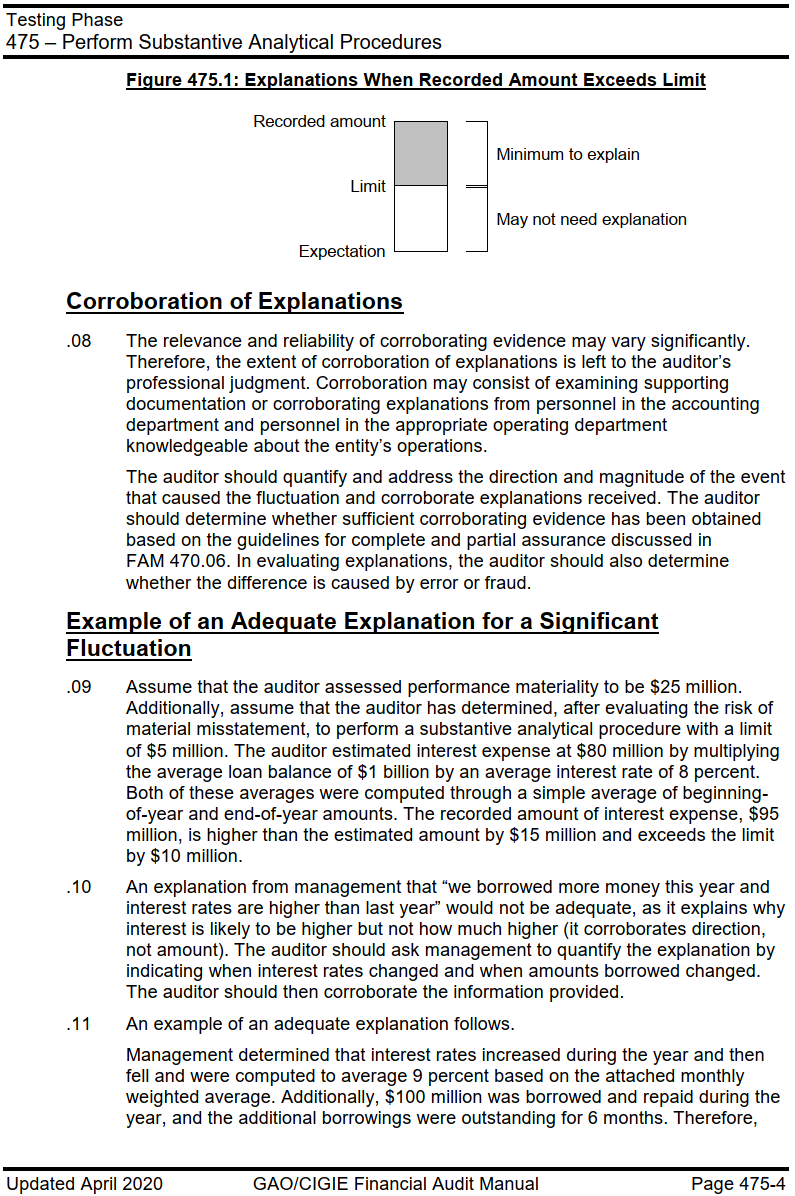 Testing Phase
475 – Perform Substantive Analytical Procedures
Figure 475.1: Explanations When Recorded Amount Exceeds Limit
Recorded amount
Minimum to explain
Limit
May not need explanation
Expectation
Corroboration of Explanations
.08 The relevance and reliability of corroborating evidence may vary significantly.
Therefore, the extent of corroboration of explanations is left to the auditor’s
professional judgment. Corroboration may consist of examining supporting
documentation or corroborating explanations from personnel in the accounting
department and personnel in the appropriate operating department
knowledgeable about the entity’s operations.
The auditor should quantify and address the direction and magnitude of the event
that caused the fluctuation and corroborate explanations received. The auditor
should determine whether sufficient corroborating evidence has been obtained
based on the guidelines for complete and partial assurance discussed in
FAM 470.06. In evaluating explanations, the auditor should also determine
whether the difference is caused by error or fraud.
Example of an Adequate Explanation for a Significant
Fluctuation
.09 Assume that the auditor assessed performance materiality to be $25 million.
Additionally, assume that the auditor has determined, after evaluating the risk of
material misstatement, to perform a substantive analytical procedure with a limit
of $5 million. The auditor estimated interest expense at $80 million by multiplying
the average loan balance of $1 billion by an average interest rate of 8 percent.
Both of these averages were computed through a simple average of beginning-
of-year and end-of-year amounts. The recorded amount of interest expense, $95
million, is higher than the estimated amount by $15 million and exceeds the limit
by $10 million.
.10 An explanation from management that “we borrowed more money this year and
interest rates are higher than last year” would not be adequate, as it explains why
interest is likely to be higher but not how much higher (it corroborates direction,
not amount). The auditor should ask management to quantify the explanation by
indicating when interest rates changed and when amounts borrowed changed.
The auditor should then corroborate the information provided.
.11 An example of an adequate explanation follows.
Management determined that interest rates increased during the year and then
fell and were computed to average 9 percent based on the attached monthly
weighted average. Additionally, $100 million was borrowed and repaid during the
year, and the additional borrowings were outstanding for 6 months. Therefore,
Updated April 2020 GAO/CIGIE Financial Audit Manual Page 475-4